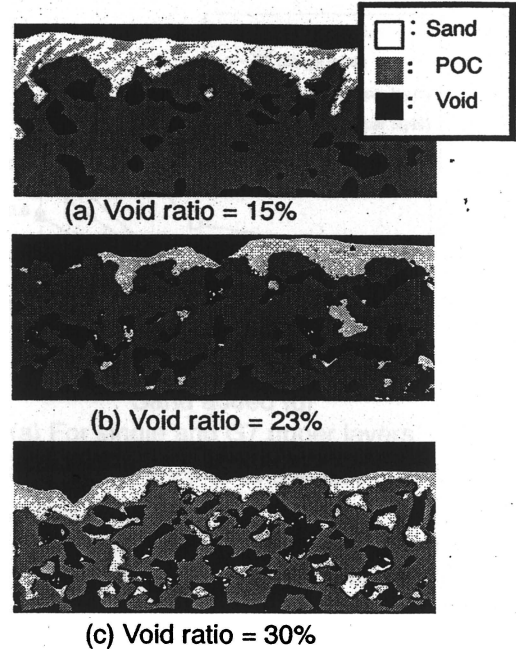 : Sand
: POC
: Void
(a) Void ratio = 15%
(b) Void ratio = 23%
(c) Void ratio = 30%